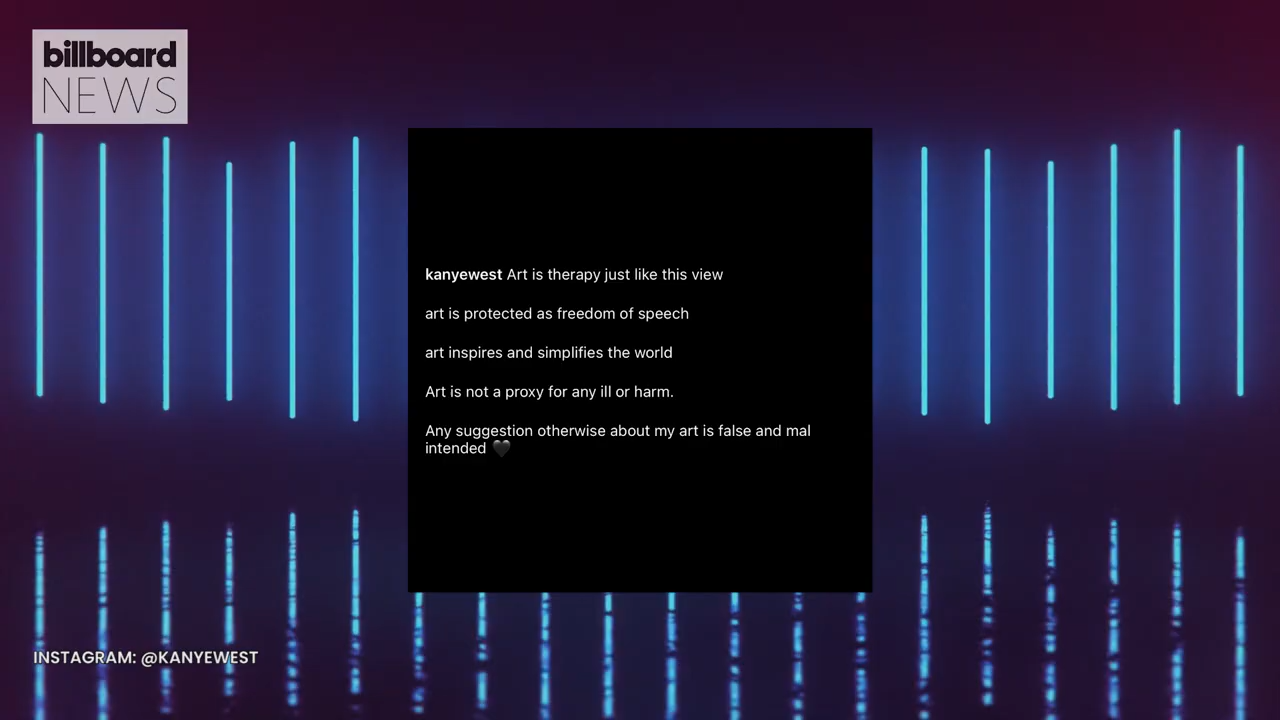 billboard
NEWS
kanyewest Art is therapy just like this view
art is protected as freedom of speech
art inspires and simplifies the world
Art is not a proxy for any ill or harm.
Any suggestion otherwise about my art is false and mal
intended 🖤
INSTAGRAM: @KANYEWEST